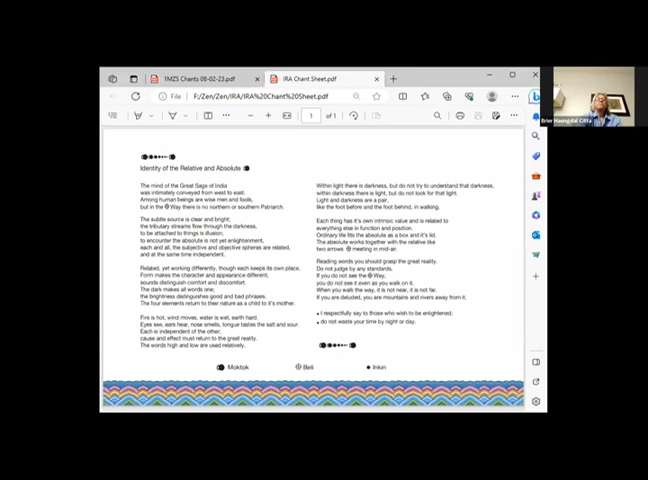 1MZS Chants 08-02-23.pdf
IRA Chant Sheet.pdf
File
F:/Zen/Zen/IRA/IRA%20Chant%20Sheet.pdf
1 of 1
Brier Haengdal Citta
Identity of the Relative and Absolute
The mind of the Great Sage of India
was intimately conveyed from west to east.
Among human beings are wise men and fools,
but in the Way there is no northern or southern Patriarch.
The subtle source is clear and bright;
the tributary streams flow through the darkness,
to be attached to things is illusion;
to encounter the absolute is not yet enlightenment,
each and all, the subjective and objective spheres are related,
and at the same time independent.
Related, yet working differently, though each keeps its own place.
Form makes the character and appearance different,
sounds distinguish comfort and discomfort.
The dark makes all words one;
the brightness distinguishes good and bad phrases.
The four elements return to their nature as a child to it's mother.
Fire is hot, wind moves, water is wet, earth hard.
Eyes see, ears hear, nose smells, tongue tastes the salt and sour.
Each is independent of the other;
cause and effect must return to the great reality.
The words high and low are used relatively.
Within light there is darkness, but do not try to understand that darkness,
within darkness there is light, but do not look for that light.
Light and darkness are a pair,
like the foot before and the foot behind, in walking.
Each thing has it's own intrinsic value and is related to
everything else in function and position.
Ordinary life fits the absolute as a box and it's lid.
The absolute works together with the relative like
two arrows meeting in mid-air.
Reading words you should grasp the great reality.
Do not judge by any standards.
If you do not see the Way,
you do not see it even as you walk on it.
When you walk the way, it is not near, it is not far.
If you are deluded, you are mountains and rivers away from it.
• I respectfully say to those who wish to be enlightened;
• do not waste your time by night or day.
Moktok
Bell
Inkin